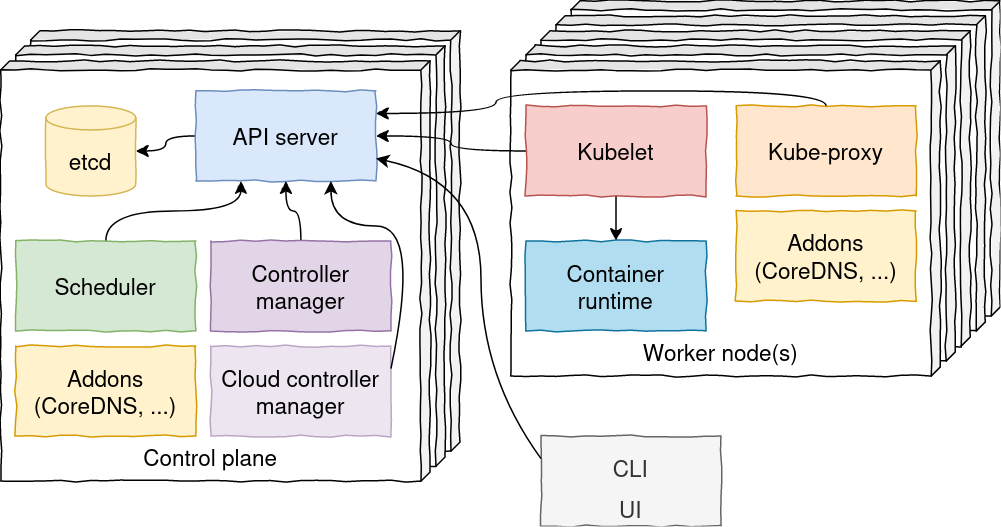 etcd
API server
Scheduler
Controller
manager
Addons
(CoreDNS, ...)
Cloud controller
manager
Control plane
Kubelet
Kube-proxy
Container
runtime
Addons
(CoreDNS, ...)
Worker node(s)
CLI
UI